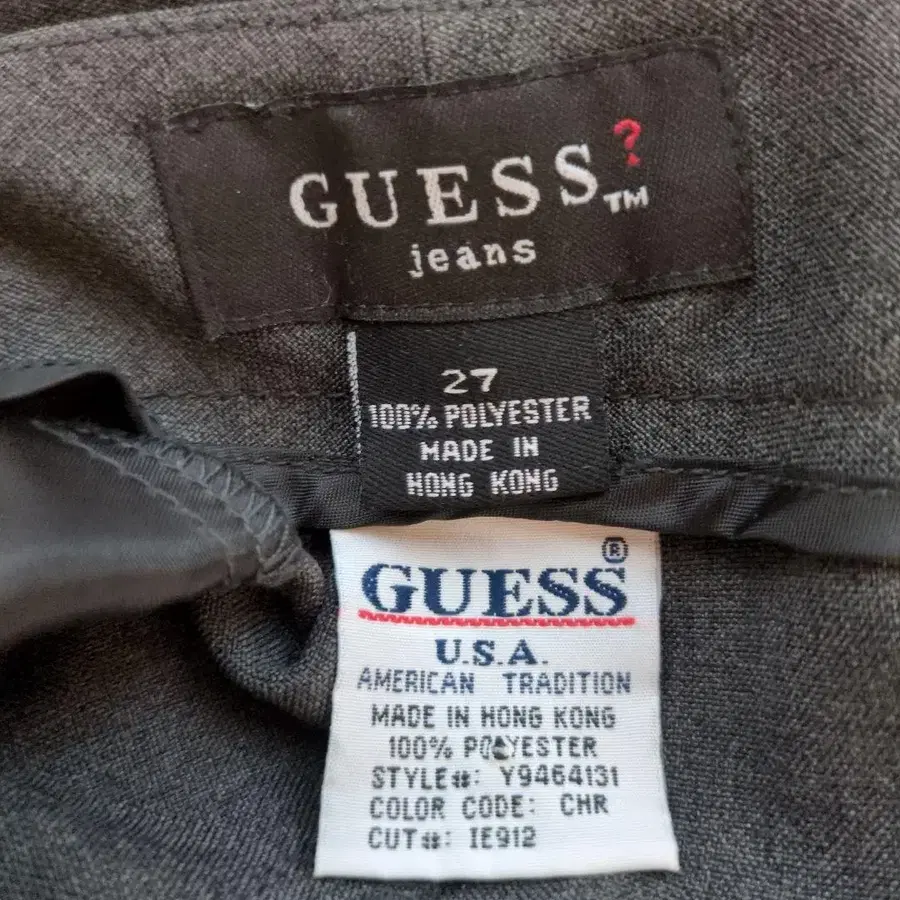 GUESS?™
jeans
27
100% POLYESTER
MADE IN
HONG KONG
GUESS®
U.S.A.
AMERICAN TRADITION
MADE IN HONG KONG
100% POLYESTER
STYLE#: Y9464131
COLOR CODE: CHR
CUT#: IE912